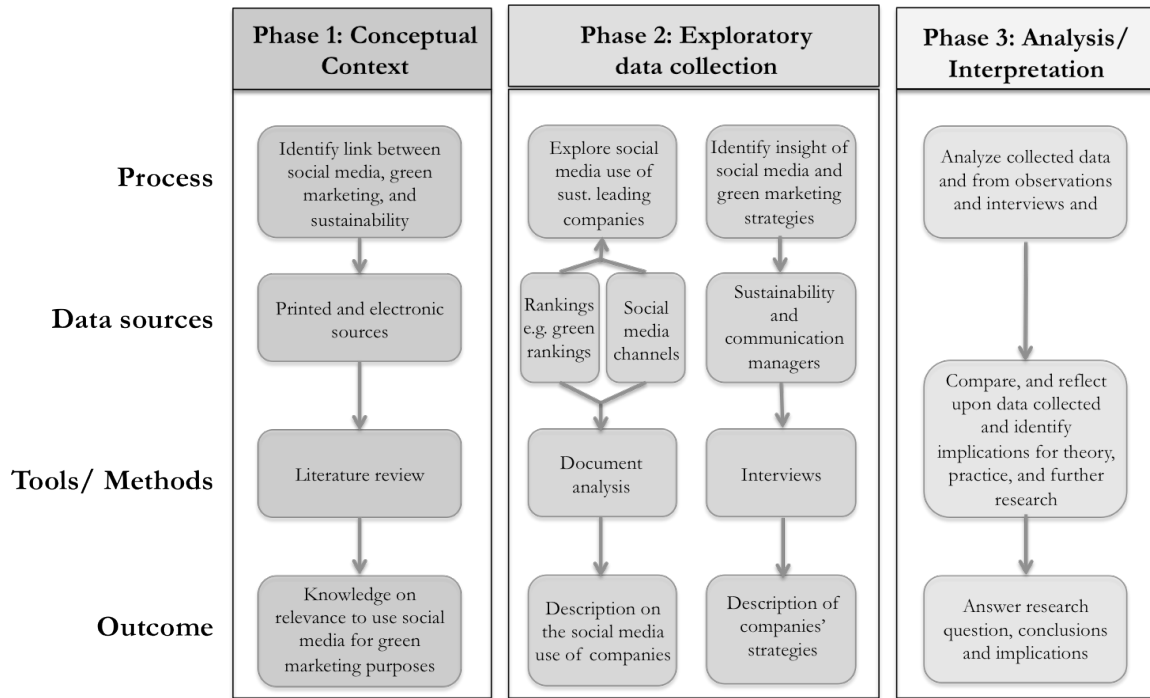 Phase 1: Conceptual
Context
Phase 2: Exploratory
data collection
Phase 3: Analysis/
Interpretation
Process
Identify link between
social media, green
marketing, and
sustainability
Explore social
media use of
sust. leading
companies
Identify insight of
social media and
green marketing
strategies
Analyze collected data
and from observations
and interviews and
Data sources
Printed and electronic
sources
Rankings
e.g. green
rankings
Social
media
channels
Sustainability
and
communication
managers
Compare, and reflect
upon data collected
and identify
implications for theory,
practice, and further
research
Tools/ Methods
Literature review
Document
analysis
Interviews
Outcome
Knowledge on
relevance to use social
media for green
marketing purposes
Description on
the social media
use of companies
Description of
companies’
strategies
Answer research
question, conclusions
and implications